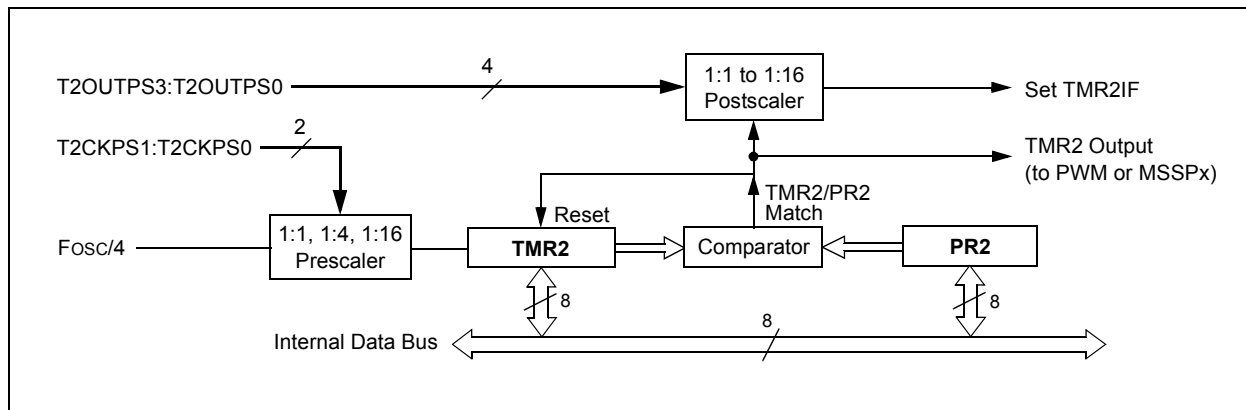 T2OUTPS3:T2OUTPS0
4
1:1 to 1:16
Postscaler
Set TMR2IF
T2CKPS1:T2CKPS0
2
TMR2 Output
(to PWM or MSSPx)
TMR2/PR2
Match
Reset
FOSC/4
1:1, 1:4, 1:16
Prescaler
TMR2
Comparator
PR2
8
8
8
Internal Data Bus